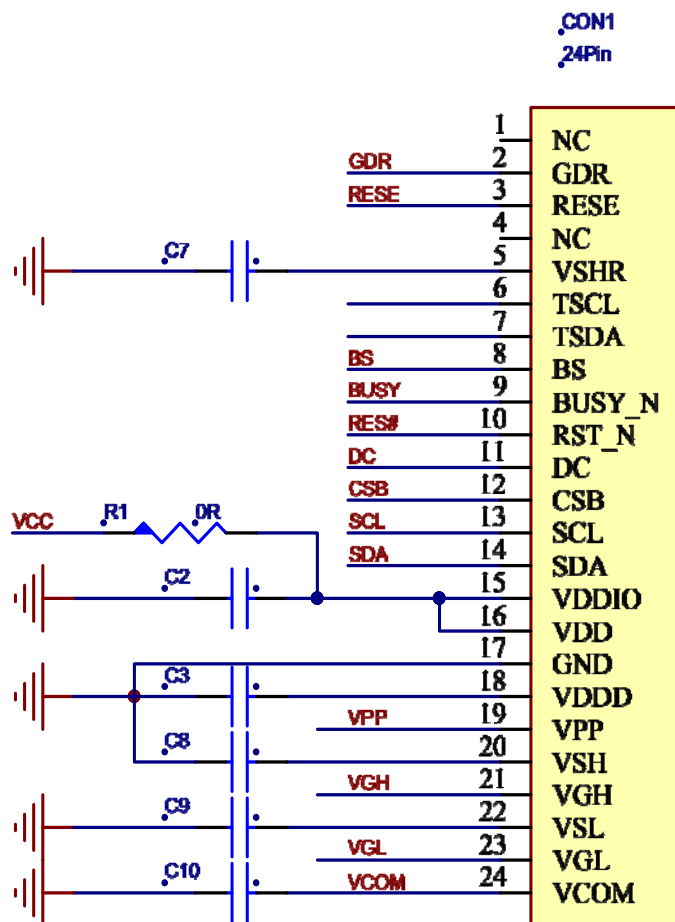 CON1
24Pin
1 NC
GDR 2 GDR
RESE 3 RESE
4 NC
C7 5 VSHR
6 TSCL
7 TSDA
BS 8 BS
BUSY 9 BUSY_N
RES# 10 RST_N
DC 11 DC
CSB 12 CSB
VCC R1 0R SCL 13 SCL
SDA 14 SDA
C2 15 VDDIO
16 VDD
17 GND
C3 18 VDDD
VPP 19 VPP
C8 20 VSH
VGH 21 VGH
C9 22 VSL
VGL 23 VGL
C10 VCOM 24 VCOM